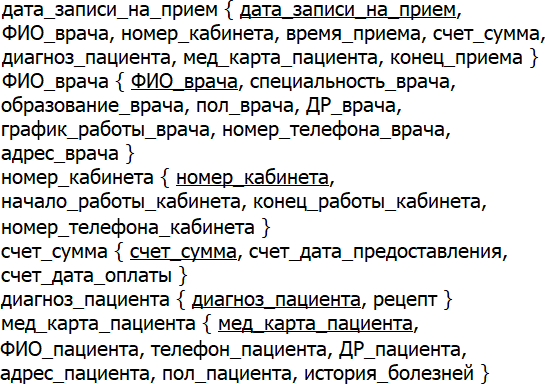 дата_записи_на_прием { дата_записи_на_прием,
ФИО_врача, номер_кабинета, время_приема, счет_сумма,
диагноз_пациента, мед_карта_пациента, конец_приема }
ФИО_врача { ФИО_врача, специальность_врача,
образование_врача, пол_врача, ДР_врача,
график_работы_врача, номер_телефона_врача,
адрес_врача }
номер_кабинета { номер_кабинета,
начало_работы_кабинета, конец_работы_кабинета,
номер_телефона_кабинета }
счет_сумма { счет_сумма, счет_дата_предоставления,
счет_дата_оплаты }
диагноз_пациента { диагноз_пациента, рецепт }
мед_карта_пациента { мед_карта_пациента,
ФИО_пациента, телефон_пациента, ДР_пациента,
адрес_пациента, пол_пациента, история_болезней }